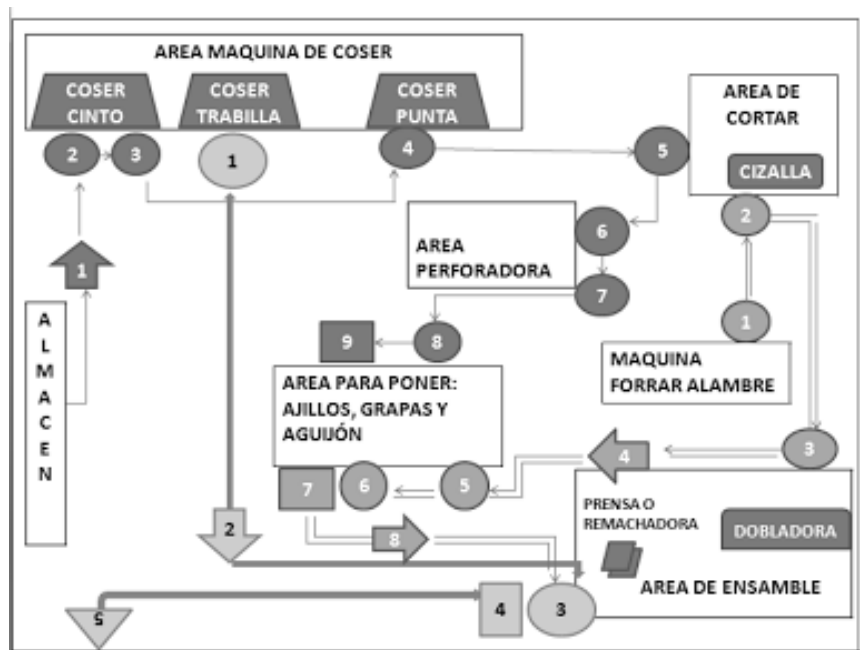 AREA MAQUINA DE COSER
COSER
CINTO
COSER
TRABILLA
COSER
PUNTA
2
3
1
4
5
AREA DE
CORTAR
CIZALLA
2
1
AREA
PERFORADORA
6
7
1
MAQUINA
FORRAR ALAMBRE
ALMACEN
9
8
AREA PARA PONER:
AJILLOS, GRAPAS Y
AGUIJÓN
7
6
5
4
3
2
8
PRENSA O
REMACHADORA
DOBLADORA
AREA DE ENSAMBLE
5
4
3